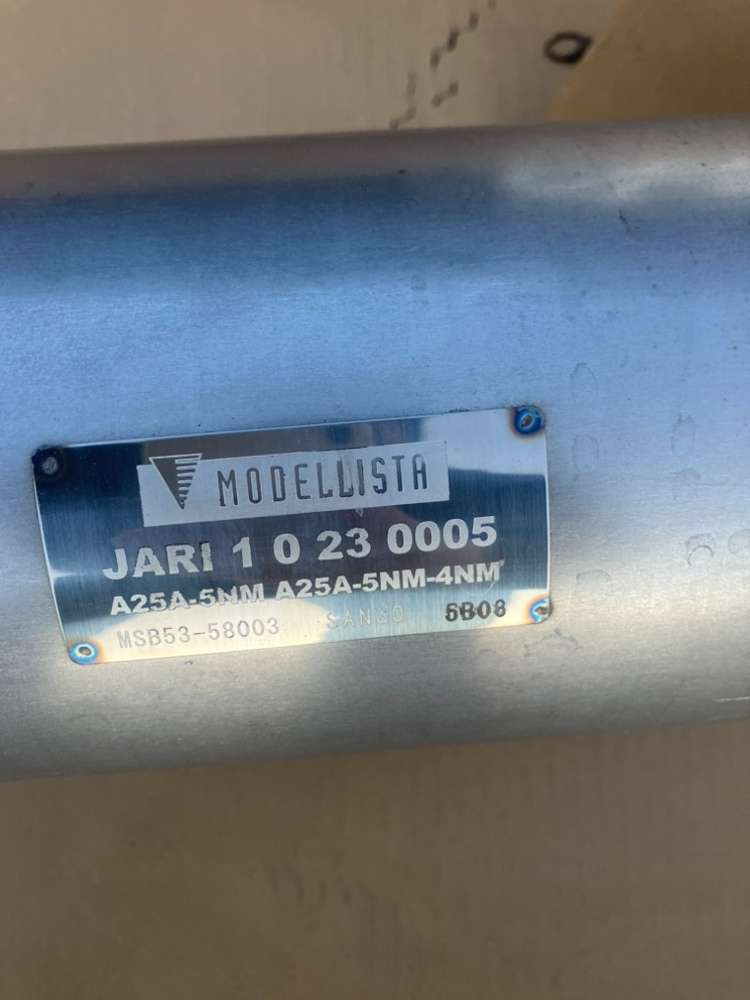 MODELLISTA
JARI 1 0 23 0005
A25A-5NM A25A-5NM-4NM
MSB53-58003 SANGO 5B08